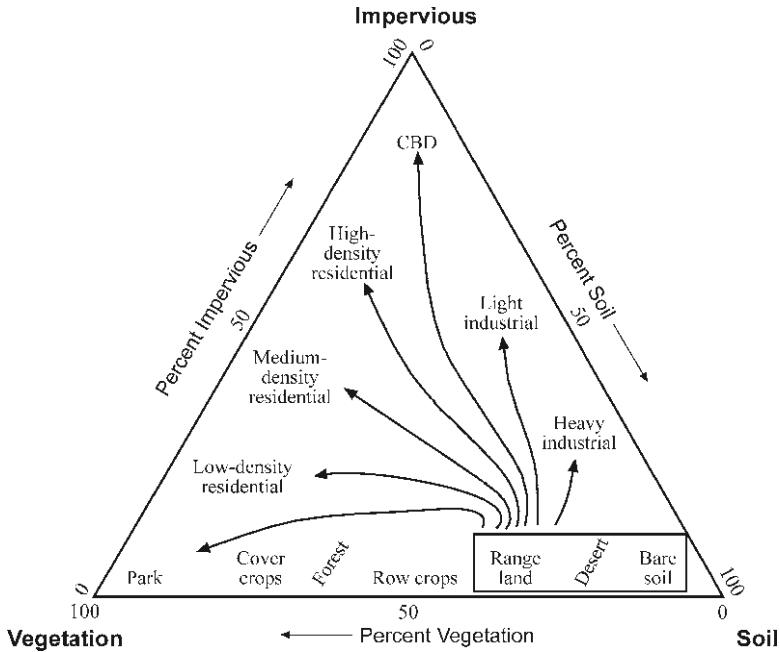 Impervious
100
0
CBD
High-
density
residential
Percent Impervious
Percent Soil
Light
industrial
50
50
Medium-
density
residential
Heavy
industrial
Low-density
residential
Park
Cover
crops
Forest
Row crops
Range
land
Desert
Bare
soil
0
100
100
50
0
Vegetation
Percent Vegetation
Soil